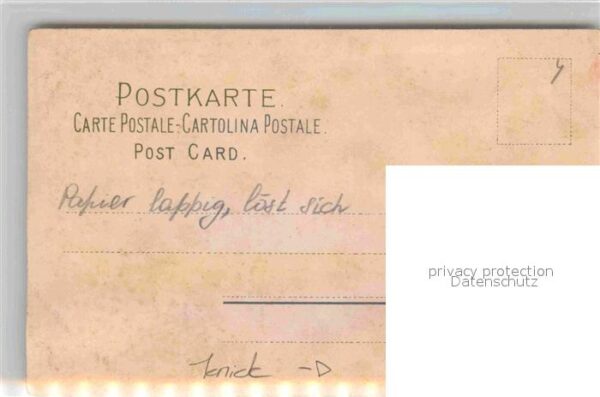 POSTKARTE.
CARTE POSTALE-CARTOLINA POSTALE.
POST CARD.
Papier lappig, löst sich
privacy protection
Datenschutz
Knick